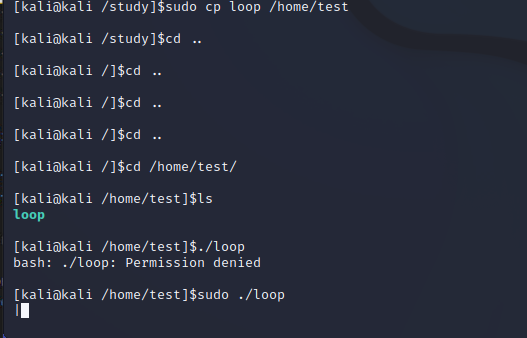 [kali@kali /study]$sudo cp loop /home/test
[kali@kali /study]$cd ..
[kali@kali /]$cd ..
[kali@kali /]$cd ..
[kali@kali /]$cd ..
[kali@kali /]$cd /home/test/
[kali@kali /home/test]$ls
loop
[kali@kali /home/test]$./loop
bash: ./loop: Permission denied
[kali@kali /home/test]$sudo ./loop
|